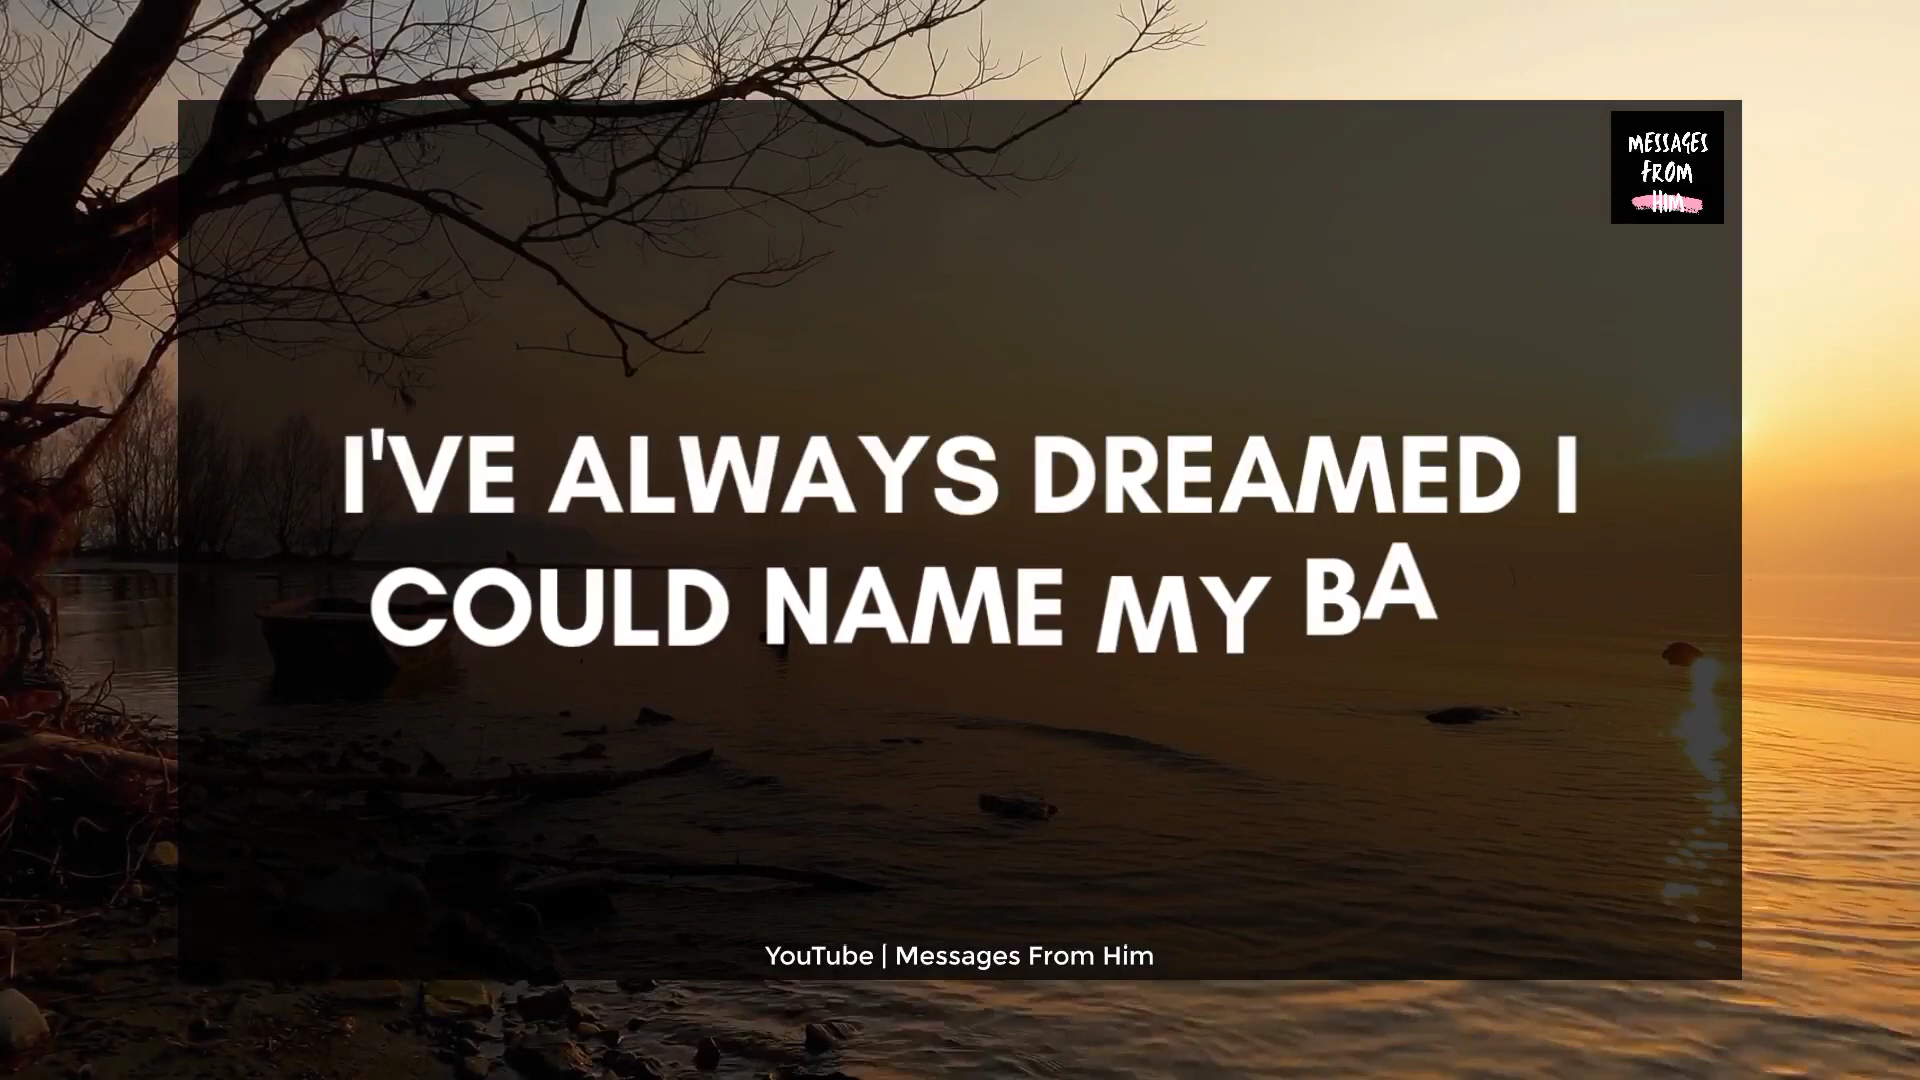 MESSAGES
FROM
HIM
I'VE ALWAYS DREAMED I
COULD NAME MY BA
YouTube | Messages From Him